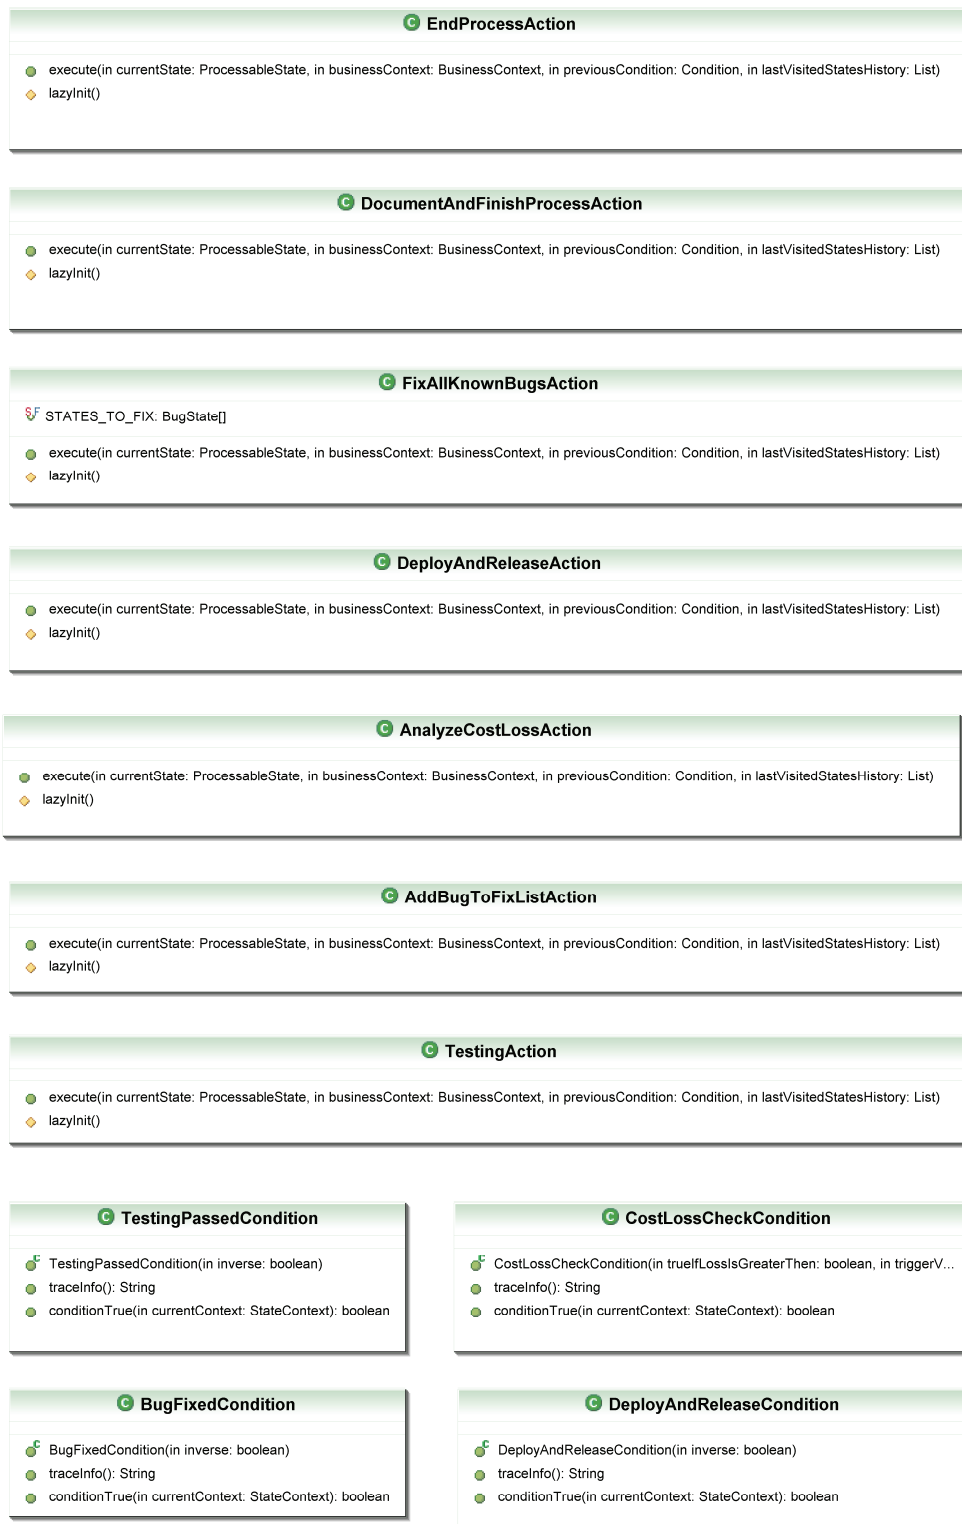 C EndProcessAction
execute(in currentState: ProcessableState, in businessContext: BusinessContext, in previousCondition: Condition, in lastVisitedStatesHistory: List)
lazyInit()
C DocumentAndFinishProcessAction
execute(in currentState: ProcessableState, in businessContext: BusinessContext, in previousCondition: Condition, in lastVisitedStatesHistory: List)
lazyInit()
C FixAllKnownBugsAction
S F STATES_TO_FIX: BugState[]
execute(in currentState: ProcessableState, in businessContext: BusinessContext, in previousCondition: Condition, in lastVisitedStatesHistory: List)
lazyInit()
C DeployAndReleaseAction
execute(in currentState: ProcessableState, in businessContext: BusinessContext, in previousCondition: Condition, in lastVisitedStatesHistory: List)
lazyInit()
C AnalyzeCostLossAction
execute(in currentState: ProcessableState, in businessContext: BusinessContext, in previousCondition: Condition, in lastVisitedStatesHistory: List)
lazyInit()
C AddBugToFixListAction
execute(in currentState: ProcessableState, in businessContext: BusinessContext, in previousCondition: Condition, in lastVisitedStatesHistory: List)
lazyInit()
C TestingAction
execute(in currentState: ProcessableState, in businessContext: BusinessContext, in previousCondition: Condition, in lastVisitedStatesHistory: List)
lazyInit()
C TestingPassedCondition
C TestingPassedCondition(in inverse: boolean)
traceInfo(): String
conditionTrue(in currentContext: StateContext): boolean
C CostLossCheckCondition
C CostLossCheckCondition(in trueIfLossIsGreaterThen: boolean, in triggerV...
traceInfo(): String
conditionTrue(in currentContext: StateContext): boolean
C BugFixedCondition
C BugFixedCondition(in inverse: boolean)
traceInfo(): String
conditionTrue(in currentContext: StateContext): boolean
C DeployAndReleaseCondition
C DeployAndReleaseCondition(in inverse: boolean)
traceInfo(): String
conditionTrue(in currentContext: StateContext): boolean